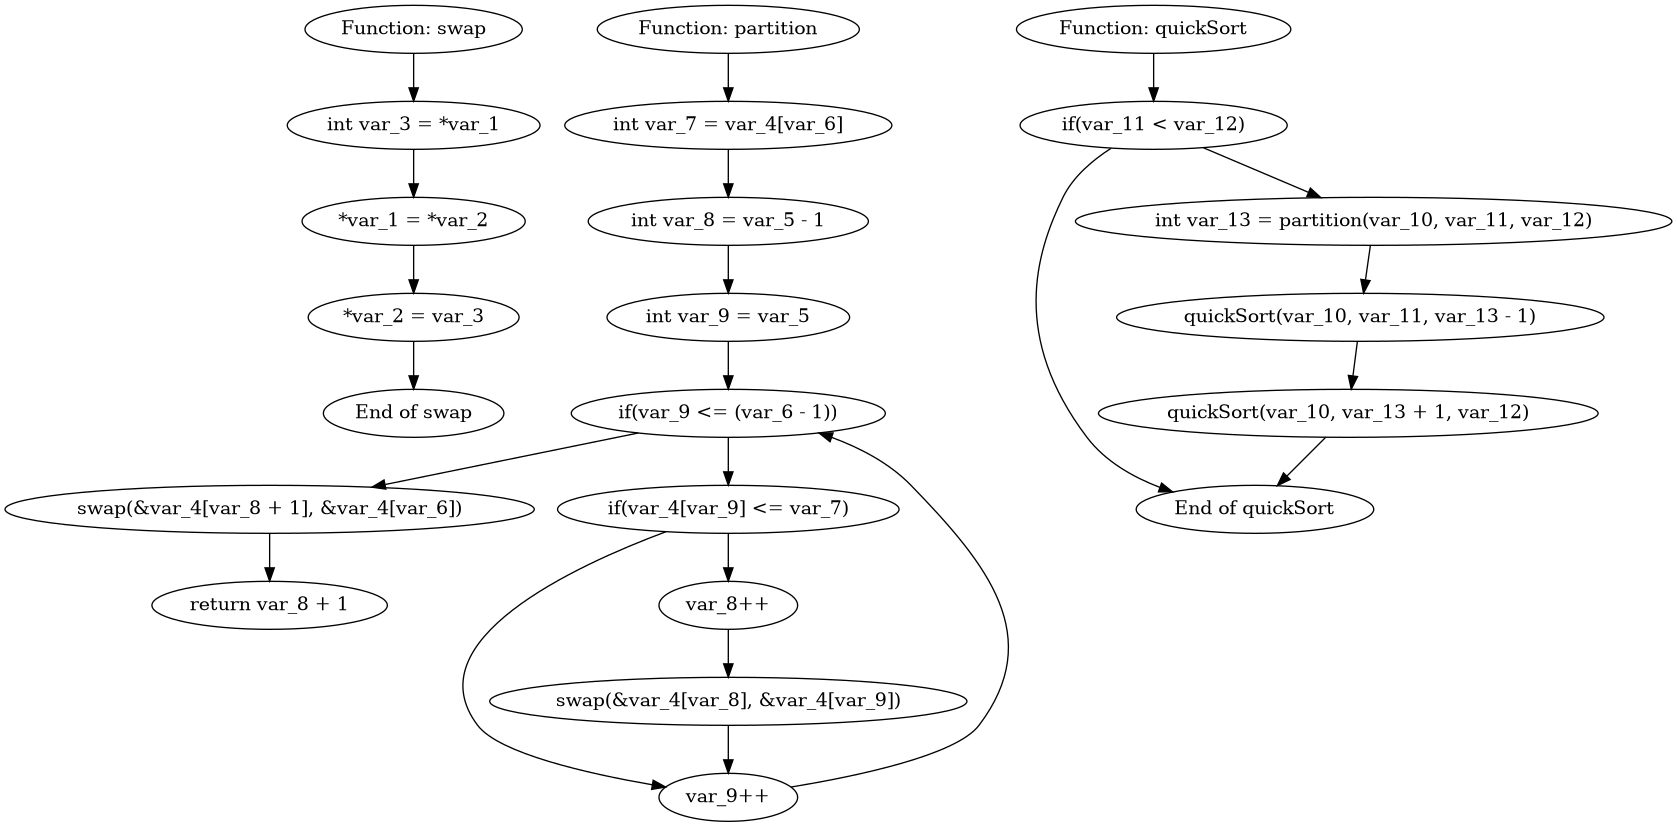 Function: swap
int var_3 = *var_1
*var_1 = *var_2
*var_2 = var_3
End of swap
Function: partition
int var_7 = var_4[var_6]
int var_8 = var_5 - 1
int var_9 = var_5
if(var_9 <= (var_6 - 1))
swap(&var_4[var_8 + 1], &var_4[var_6])
return var_8 + 1
if(var_4[var_9] <= var_7)
var_8++
swap(&var_4[var_8], &var_4[var_9])
var_9++
Function: quickSort
if(var_11 < var_12)
int var_13 = partition(var_10, var_11, var_12)
quickSort(var_10, var_11, var_13 - 1)
quickSort(var_10, var_13 + 1, var_12)
End of quickSort